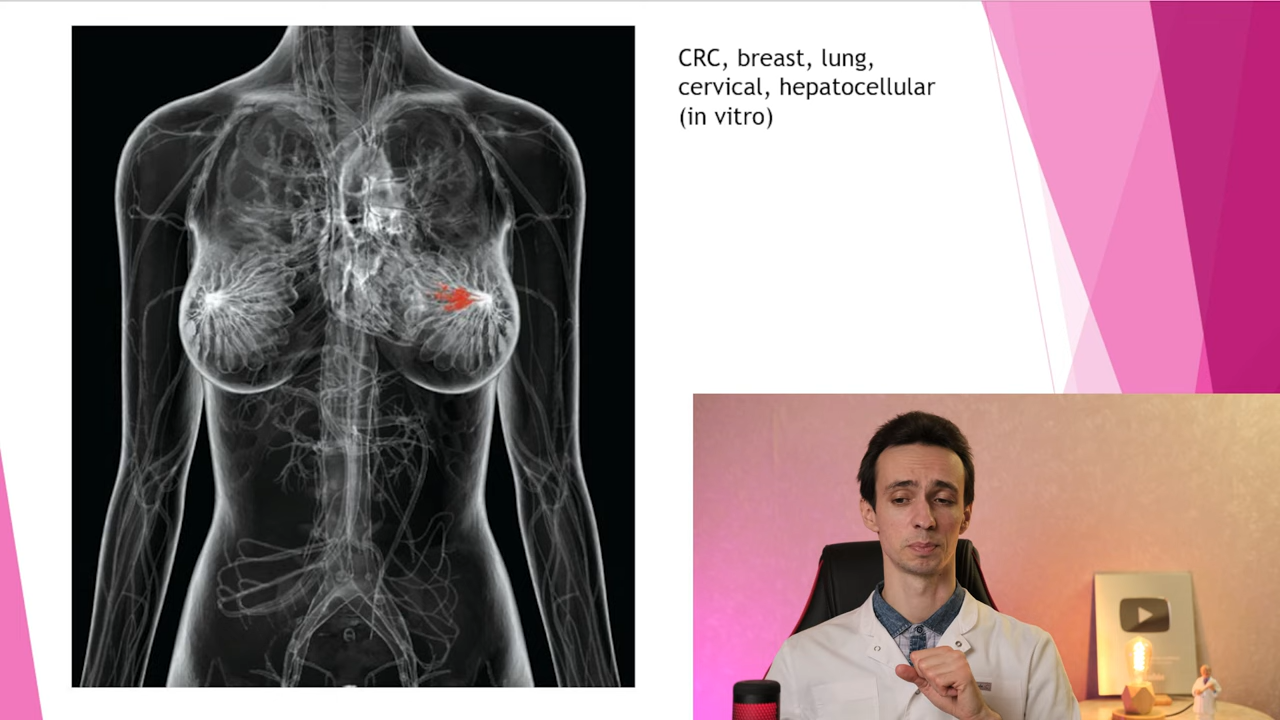 CRC, breast, lung,
cervical, hepatocellular
(in vitro)